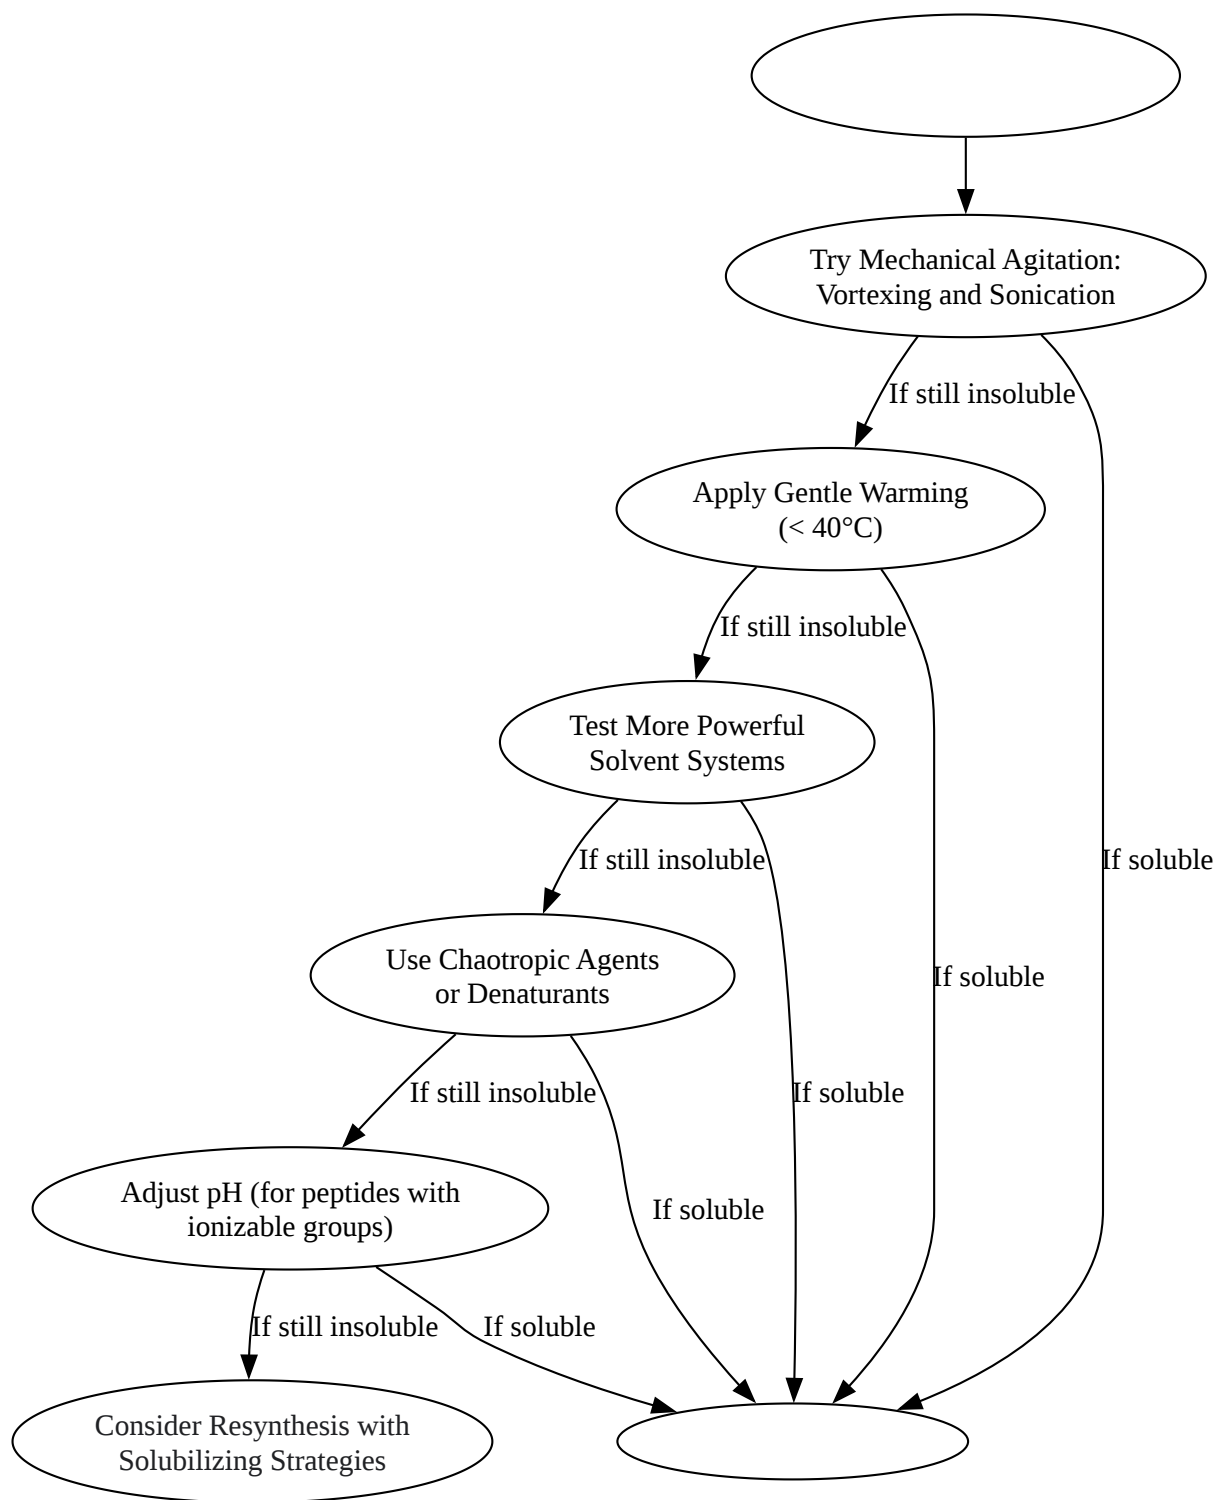 Try Mechanical Agitation:
Vortexing and Sonication
If still insoluble
Apply Gentle Warming
(< 40°C)
If still insoluble
Test More Powerful
Solvent Systems
If still insoluble
If soluble
Use Chaotropic Agents
or Denaturants
If soluble
If still insoluble
If soluble
Adjust pH (for peptides with
ionizable groups)
If soluble
If still insoluble
If soluble
Consider Resynthesis with
Solubilizing Strategies